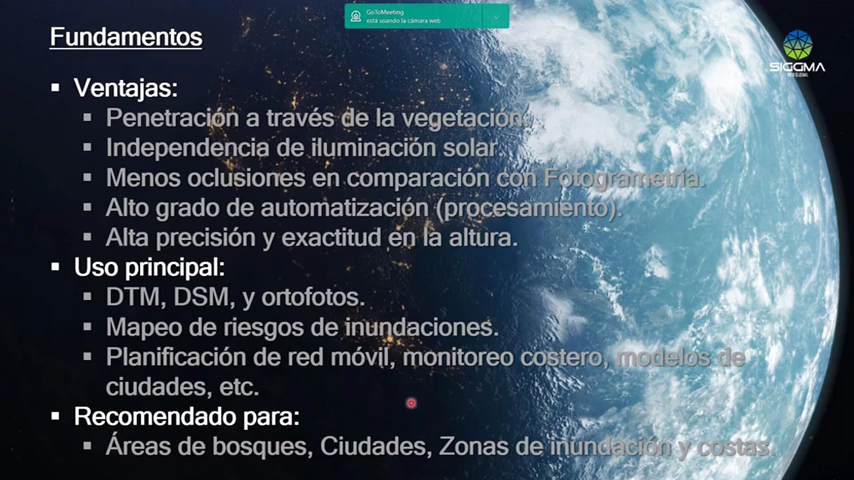 GoToMeeting
está usando la cámara web
Fundamentos
SIGGMA
Ventajas:
Penetración a través de la vegetación.
Independencia de iluminación solar.
Menos oclusiones en comparación con Fotogrametría.
Alto grado de automatización (procesamiento).
Alta precisión y exactitud en la altura.
Uso principal:
DTM, DSM, y ortofotos.
Mapeo de riesgos de inundaciones.
Planificación de red móvil, monitoreo costero, modelos de
ciudades, etc.
Recomendado para:
Áreas de bosques, Ciudades, Zonas de inundación y costas.